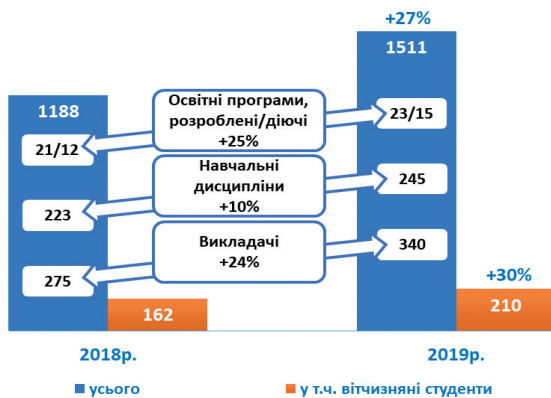 +27%
1511
1188
Освітні програми,
розроблені/діючі
+25%
21/12
23/15
Навчальні
дисципліни
+10%
223
245
Викладачі
+24%
275
340
+30%
162
210
2018р.
2019р.
усього
у т.ч. вітчизняні студенти